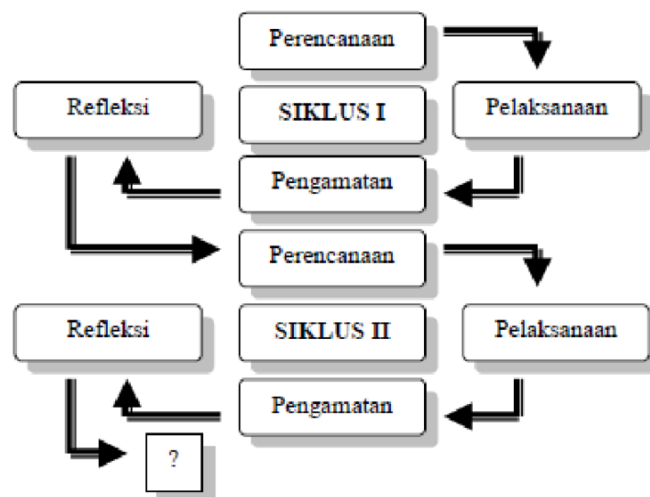 Perencanaan
Refleksi
SIKLUS I
Pelaksanaan
Pengamatan
Perencanaan
Refleksi
SIKLUS II
Pelaksanaan
Pengamatan
?